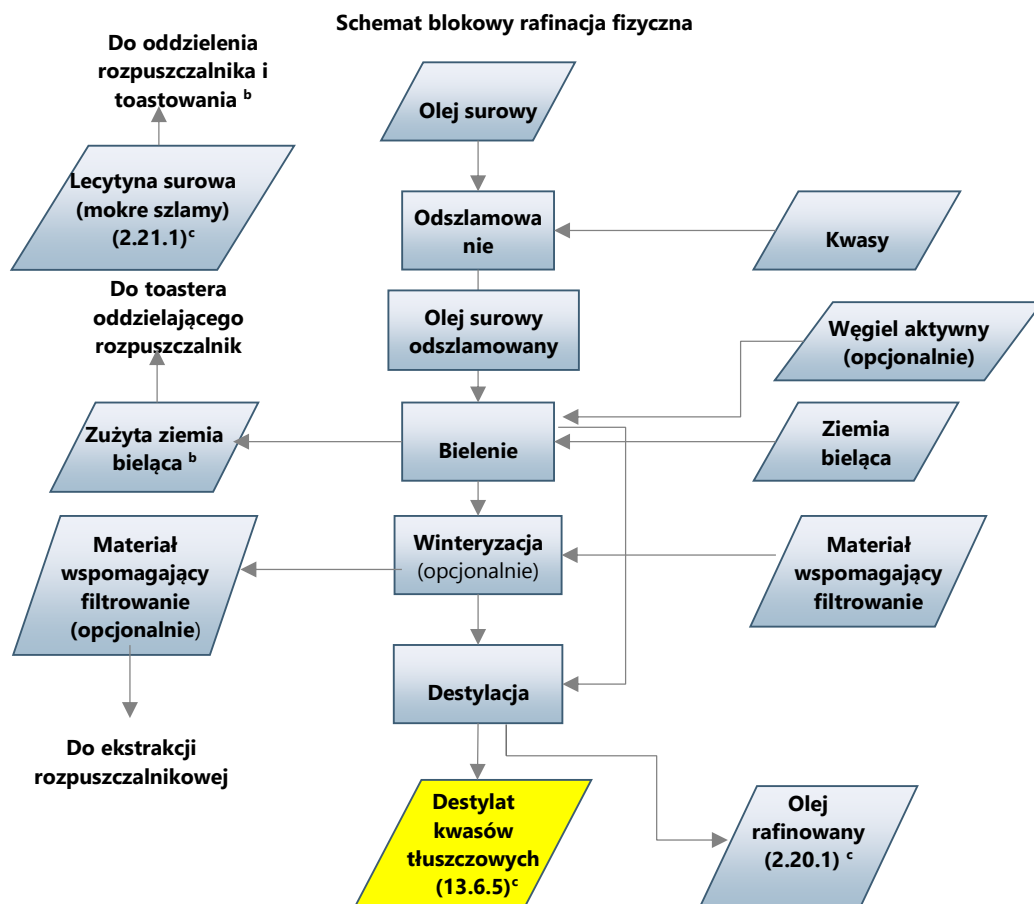 Schemat blokowy rafinacja fizyczna
Do oddzielenia
rozpuszczalnika i
toastowania b
Olej surowy
Lecytyna surowa
(mokre szlamy)
(2.21.1)c
Odszlamowa
nie
Kwasy
Do toastera
oddzielającego
rozpuszczalnik
Olej surowy
odszlamowany
Węgiel aktywny
(opcjonalnie)
Zużyta ziemia
bieląca b
Bielenie
Ziemia
bieląca
Materiał
wspomagający
filtrowanie
(opcjonalnie)
Winteryzacja
(opcjonalnie)
Materiał
wspomagający
filtrowanie
Destylacja
Do ekstrakcji
rozpuszczalnikowej
Destylat
kwasów
tłuszczowych
(13.6.5)c
Olej
rafinowany
(2.20.1) c